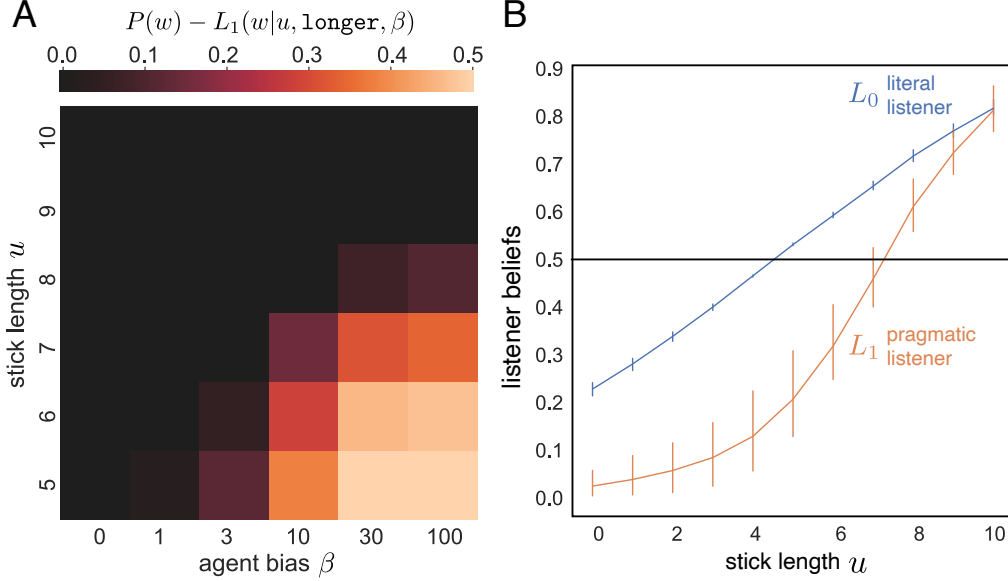 A
P(w) − L₁(w|u, longer, β)
0.0 0.1 0.2 0.3 0.4 0.5
stick length u
10
9
8
7
6
5
0 1 3 10 30 100
agent bias β
B
listener beliefs
0.9
0.8
0.7
0.6
0.5
0.4
0.3
0.2
0.1
0.0
L₀ literal
listener
L₁ pragmatic
listener
0 2 4 6 8 10
stick length u